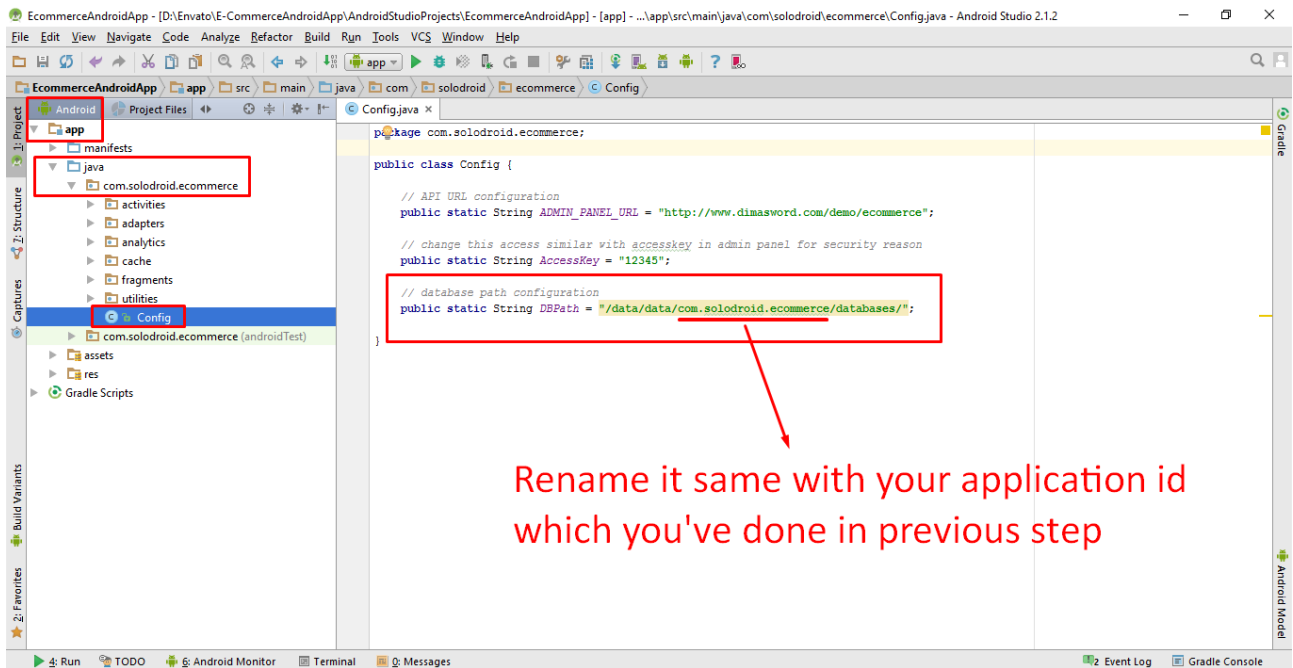 EcommerceAndroidApp - [D:\Envato\E-CommerceAndroidApp\AndroidStudioProjects\EcommerceAndroidApp] - [app] - ...\app\src\main\java\com\solodroid\ecommerce\Config.java - Android Studio 2.1.2
File Edit View Navigate Code Analyze Refactor Build Run Tools VCS Window Help
app
EcommerceAndroidApp app src main java com solodroid ecommerce Config
Android Project Files
Config.java
1: Project
7: Structure
Captures
Build Variants
2: Favorites
app
manifests
java
com.solodroid.ecommerce
activities
adapters
analytics
cache
fragments
utilities
Config
com.solodroid.ecommerce (androidTest)
assets
res
Gradle Scripts
package com.solodroid.ecommerce;
public class Config {
// API URL configuration
public static String ADMIN_PANEL_URL = "http://www.dimasword.com/demo/ecommerce";
// change this access similar with accesskey in admin panel for security reason
public static String AccessKey = "12345";
// database path configuration
public static String DBPath = "/data/data/com.solodroid.ecommerce/databases/";
}
Rename it same with your application id
which you've done in previous step
Gradle
Android Model
4: Run TODO 6: Android Monitor Terminal 0: Messages
2 Event Log Gradle Console